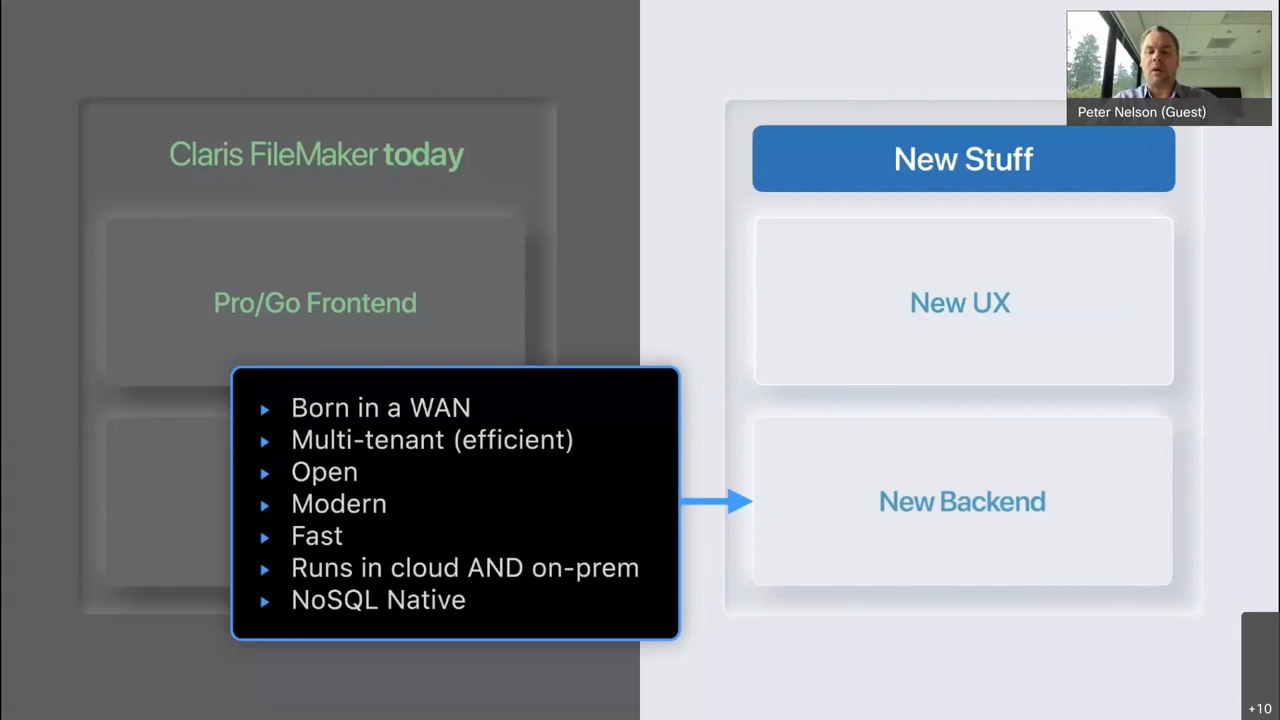 Claris FileMaker today
Pro/Go Frontend
Born in a WAN
Multi-tenant (efficient)
Open
Modern
Fast
Runs in cloud AND on-prem
NoSQL Native
New Stuff
New UX
New Backend
Peter Nelson (Guest)
+10